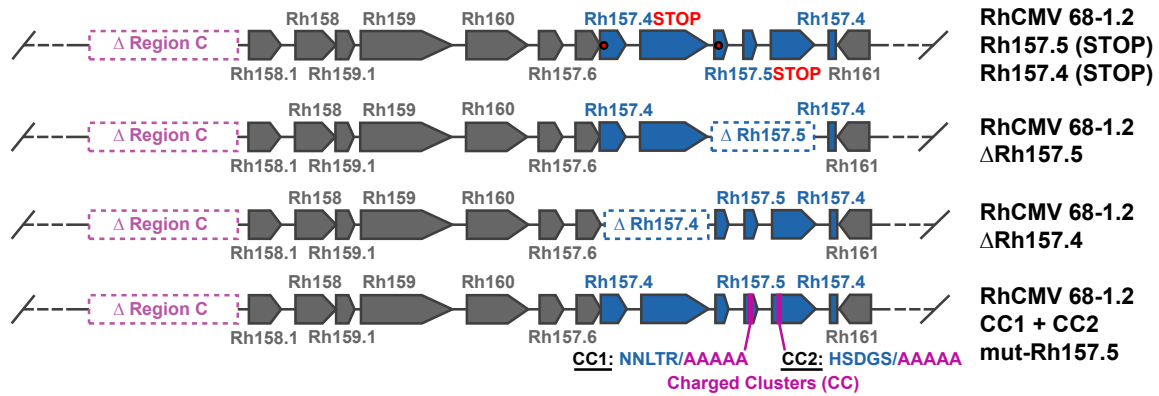 Rh158 Rh159 Rh160 Rh157.4STOP Rh157.4
Δ Region C
Rh158.1 Rh159.1 Rh157.6 Rh157.5STOP Rh161
RhCMV 68-1.2
Rh157.5 (STOP)
Rh157.4 (STOP)
Rh158 Rh159 Rh160 Rh157.4 Rh157.4
Δ Region C Δ Rh157.5
Rh158.1 Rh159.1 Rh157.6 Rh161
RhCMV 68-1.2
ΔRh157.5
Rh158 Rh159 Rh160 Rh157.5 Rh157.4
Δ Region C Δ Rh157.4
Rh158.1 Rh159.1 Rh157.6 Rh161
RhCMV 68-1.2
ΔRh157.4
Rh158 Rh159 Rh160 Rh157.4 Rh157.5 Rh157.4
Δ Region C
Rh158.1 Rh159.1 Rh157.6 Rh161
RhCMV 68-1.2
CC1 + CC2
mut-Rh157.5
CC1: NNLTR/AAAAA CC2: HSDGS/AAAAA
Charged Clusters (CC)